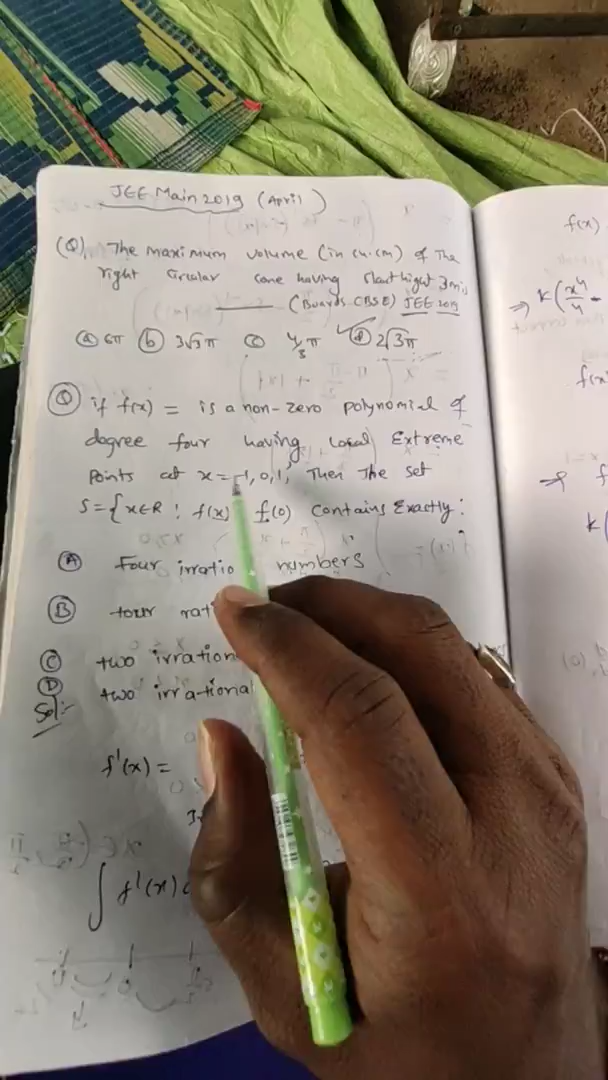 JEE Main 2019 (April)
(Q) The maximum volume (in cu.cm) of The
right circular cone having slant hight 3m is
(Boards CBSE) JEE 2019
(a) 6π (b) 3√3π (c) 4/3 π (d) 2√3π
(Q) if f(x) = is a non-zero polynomial of
degree four having local Extreme
Points at x = -1, 0, 1, Then The set
S = {x∈R : f(x) f(0) Contains Exactly :
(A) Four irratio numbers
(B) four rat
(C) two irration
(D) two irrational
Sol:-
f'(x) =
∫ f'(x)
f(x)
⇒ k(x⁴/4 -
⇒ f
k(